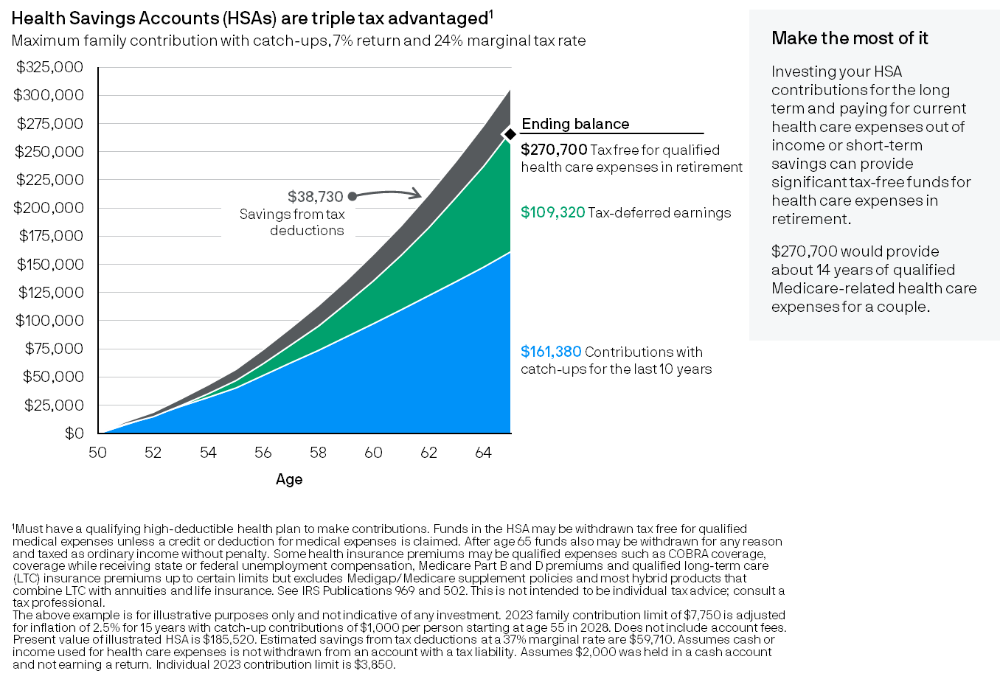 Health Savings Accounts (HSAs) are triple tax advantaged¹
Maximum family contribution with catch-ups, 7% return and 24% marginal tax rate
$325,000
$300,000
$275,000
$250,000
$225,000
$200,000
$175,000
$150,000
$125,000
$100,000
$75,000
$50,000
$25,000
$0
50 52 54 56 58 60 62 64
Age
$38,730
Savings from tax
deductions
Ending balance
$270,700 Tax free for qualified
health care expenses in retirement
$109,320 Tax-deferred earnings
$161,380 Contributions with
catch-ups for the last 10 years
Make the most of it
Investing your HSA
contributions for the long
term and paying for current
health care expenses out of
income or short-term
savings can provide
significant tax-free funds for
health care expenses in
retirement.
$270,700 would provide
about 14 years of qualified
Medicare-related health care
expenses for a couple.
¹Must have a qualifying high-deductible health plan to make contributions. Funds in the HSA may be withdrawn tax free for qualified
medical expenses unless a credit or deduction for medical expenses is claimed. After age 65 funds also may be withdrawn for any reason
and taxed as ordinary income without penalty. Some health insurance premiums may be qualified expenses such as COBRA coverage,
coverage while receiving state or federal unemployment compensation, Medicare Part B and D premiums and qualified long-term care
(LTC) insurance premiums up to certain limits but excludes Medigap/Medicare supplement policies and most hybrid products that
combine LTC with annuities and life insurance. See IRS Publications 969 and 502. This is not intended to be individual tax advice; consult a
tax professional.
The above example is for illustrative purposes only and not indicative of any investment. 2023 family contribution limit of $7,750 is adjusted
for inflation of 2.5% for 15 years with catch-up contributions of $1,000 per person starting at age 55 in 2028. Does not include account fees.
Present value of illustrated HSA is $185,520. Estimated savings from tax deductions at a 37% marginal rate are $59,710. Assumes cash or
income used for health care expenses is not withdrawn from an account with a tax liability. Assumes $2,000 was held in a cash account
and not earning a return. Individual 2023 contribution limit is $3,850.